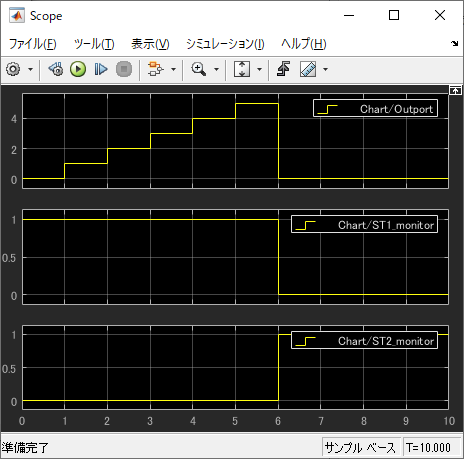 Scope
ファイル(F) ツール(T) 表示(V) シミュレーション(I) ヘルプ(H)
Chart/Outport
4
2
0
Chart/ST1_monitor
1
0.5
0
Chart/ST2_monitor
1
0.5
0
0 1 2 3 4 5 6 7 8 9 10
準備完了 サンプル ベース T=10.000